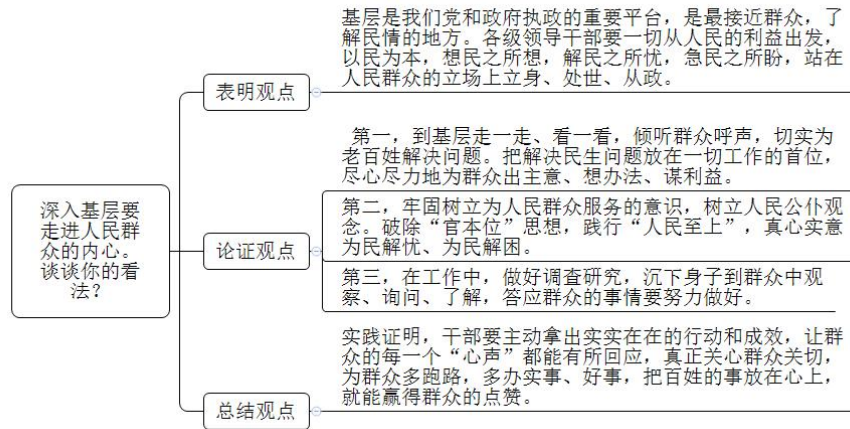 深入基层要
走进人民群
众的内心。
谈谈你的看
法？
表明观点
基层是我们党和政府执政的重要平台，是最接近群众，了
解民情的地方。各级领导干部要一切从人民的利益出发，
以民为本，想民之所想，解民之所忧，急民之所盼，站在
人民群众的立场上立身、处世、从政。
论证观点
第一，到基层走一走、看一看，倾听群众呼声，切实为
老百姓解决问题。把解决民生问题放在一切工作的首位，
尽心尽力地为群众出主意、想办法、谋利益。
第二，牢固树立为人民群众服务的意识，树立人民公仆观
念。破除“官本位”思想，践行“人民至上”，真心实意
为民解忧、为民解困。
第三，在工作中，做好调查研究，沉下身子到群众中观
察、询问、了解，答应群众的事情要努力做好。
总结观点
实践证明，干部要主动拿出实实在在的行动和成效，让群
众的每一个“心声”都能有所回应，真正关心群众关切，
为群众多跑路，多办实事、好事，把百姓的事放在心上，
就能赢得群众的点赞。